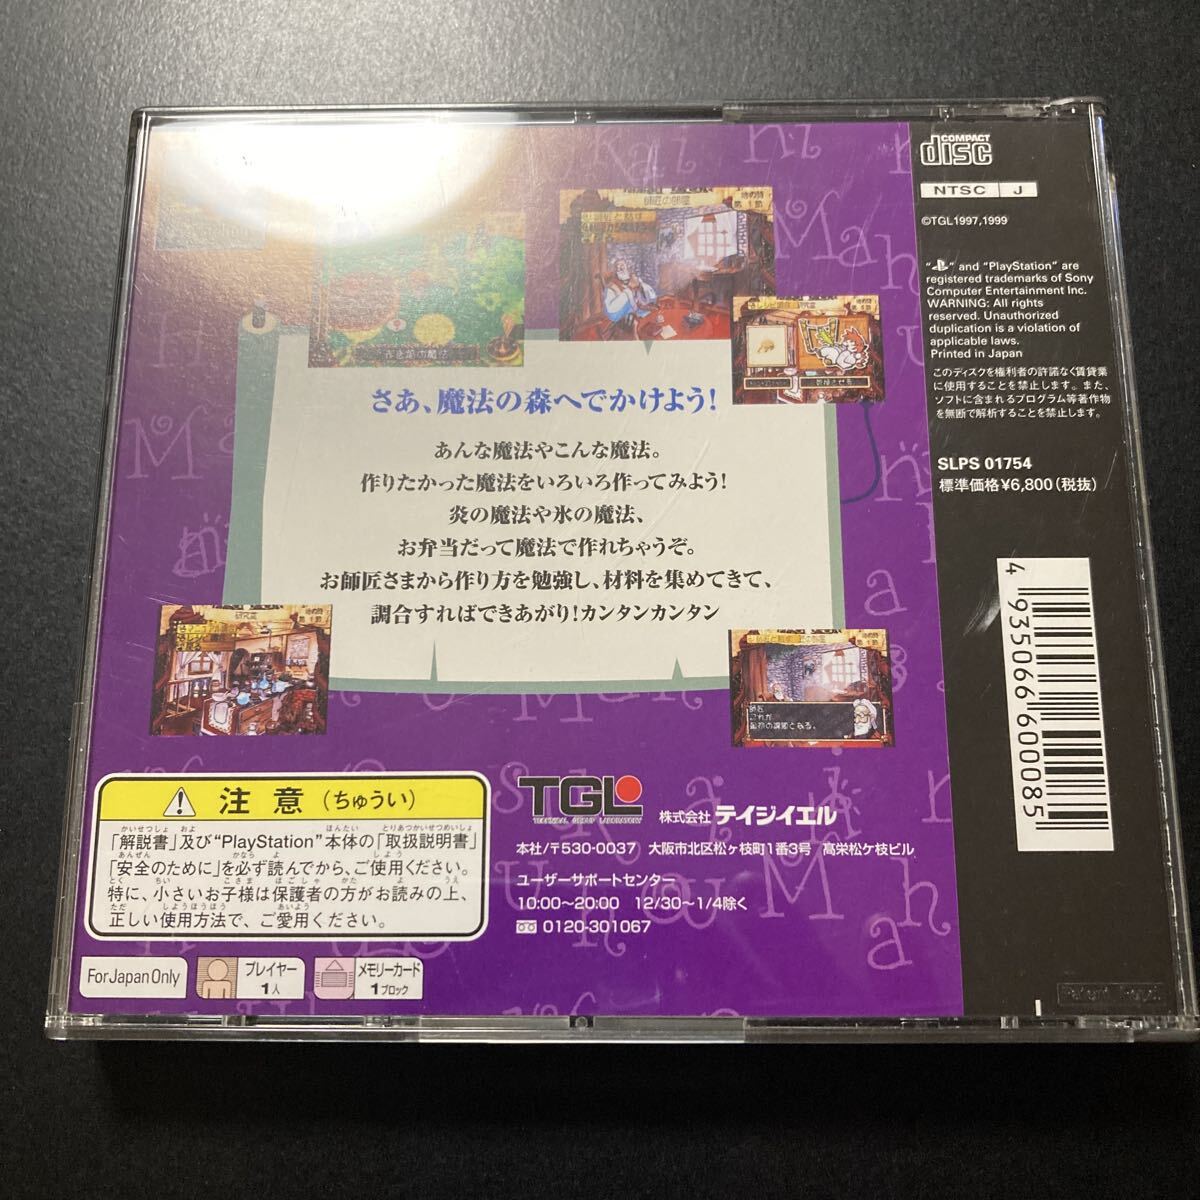 師匠の部屋
作る魔の魔法
さあ、魔法の森へでかけよう!
あんな魔法やこんな魔法。
作りたかった魔法をいろいろ作ってみよう!
炎の魔法や氷の魔法、
お弁当だって魔法で作れちゃうぞ。
お師匠さまから作り方を勉強し、材料を集めてきて、
調合すればできあがり!カンタンカンタン
注意(ちゅうい)
「解説書」及び"PlayStation"本体の「取扱説明書」
「安全のために」を必ず読んでから、ご使用ください。
特に、小さいお子様は保護者の方がお読みの上、
正しい使用方法で、ご愛用ください。
For Japan Only
プレイヤー
1人
メモリーカード
1ブロック
TGL
TECHNICAL GROUP LABORATORY
株式会社 テイジイエル
本社/〒530-0037 大阪市北区松ヶ枝町1番3号 高栄松ケ枝ビル
ユーザーサポートセンター
10:00~20:00 12/30~1/4除く
0120-301067
COMPACT
disc
NTSC J
©TGL1997,1999
"PS" and "PlayStation" are
registered trademarks of Sony
Computer Entertainment Inc.
WARNING: All rights
reserved. Unauthorized
duplication is a violation of
applicable laws.
Printed in Japan
このディスクを権利者の許諾なく賃貸業
に使用することを禁止します。また、
ソフトに含まれるプログラム等著作物
を無断で解析することを禁止します。
SLPS 01754
標準価格¥6,800(税抜)
4 935066 600085